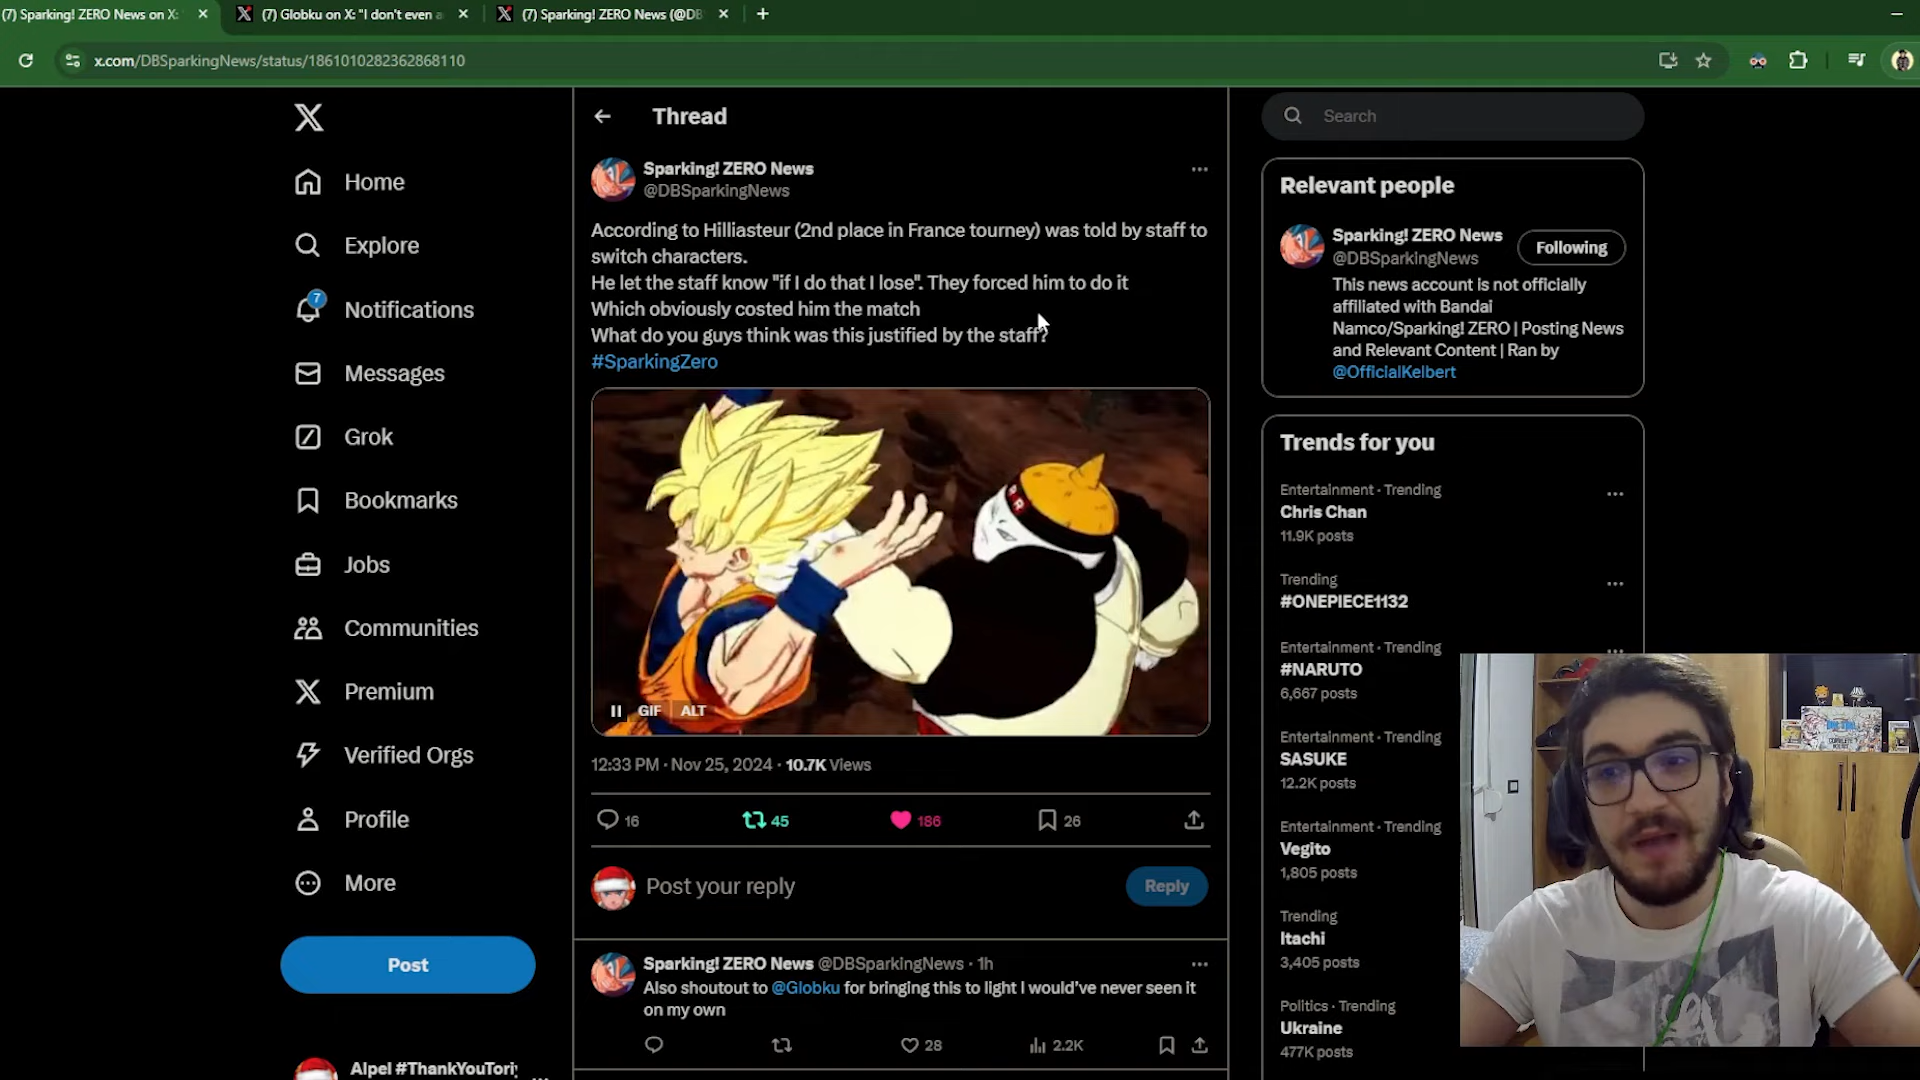 (7) Sparking! ZERO News on X:
(7) Globku on X: "I don't even a
(7) Sparking! ZERO News (@DB
x.com/DBSparkingNews/status/1861010282362868110
Home
Explore
7
Notifications
Messages
Grok
Bookmarks
Jobs
Communities
Premium
Verified Orgs
Profile
More
Post
Alpel #ThankYouToriy
Thread
Sparking! ZERO News
@DBSparkingNews
According to Hilliasteur (2nd place in France tourney) was told by staff to
switch characters.
He let the staff know "if I do that I lose". They forced him to do it
Which obviously costed him the match
What do you guys think was this justified by the staff?
#SparkingZero
GIF ALT
12:33 PM · Nov 25, 2024 · 10.7K Views
16 45 186 26
Post your reply
Reply
Sparking! ZERO News @DBSparkingNews · 1h
Also shoutout to @Globku for bringing this to light I would've never seen it
on my own
28 2.2K
Search
Relevant people
Sparking! ZERO News
@DBSparkingNews
Following
This news account is not officially
affiliated with Bandai
Namco/Sparking! ZERO | Posting News
and Relevant Content | Ran by
@OfficialKelbert
Trends for you
Entertainment · Trending
Chris Chan
11.9K posts
Trending
#ONEPIECE1132
Entertainment · Trending
#NARUTO
6,667 posts
Entertainment · Trending
SASUKE
12.2K posts
Entertainment · Trending
Vegito
1,805 posts
Trending
Itachi
3,405 posts
Politics · Trending
Ukraine
477K posts